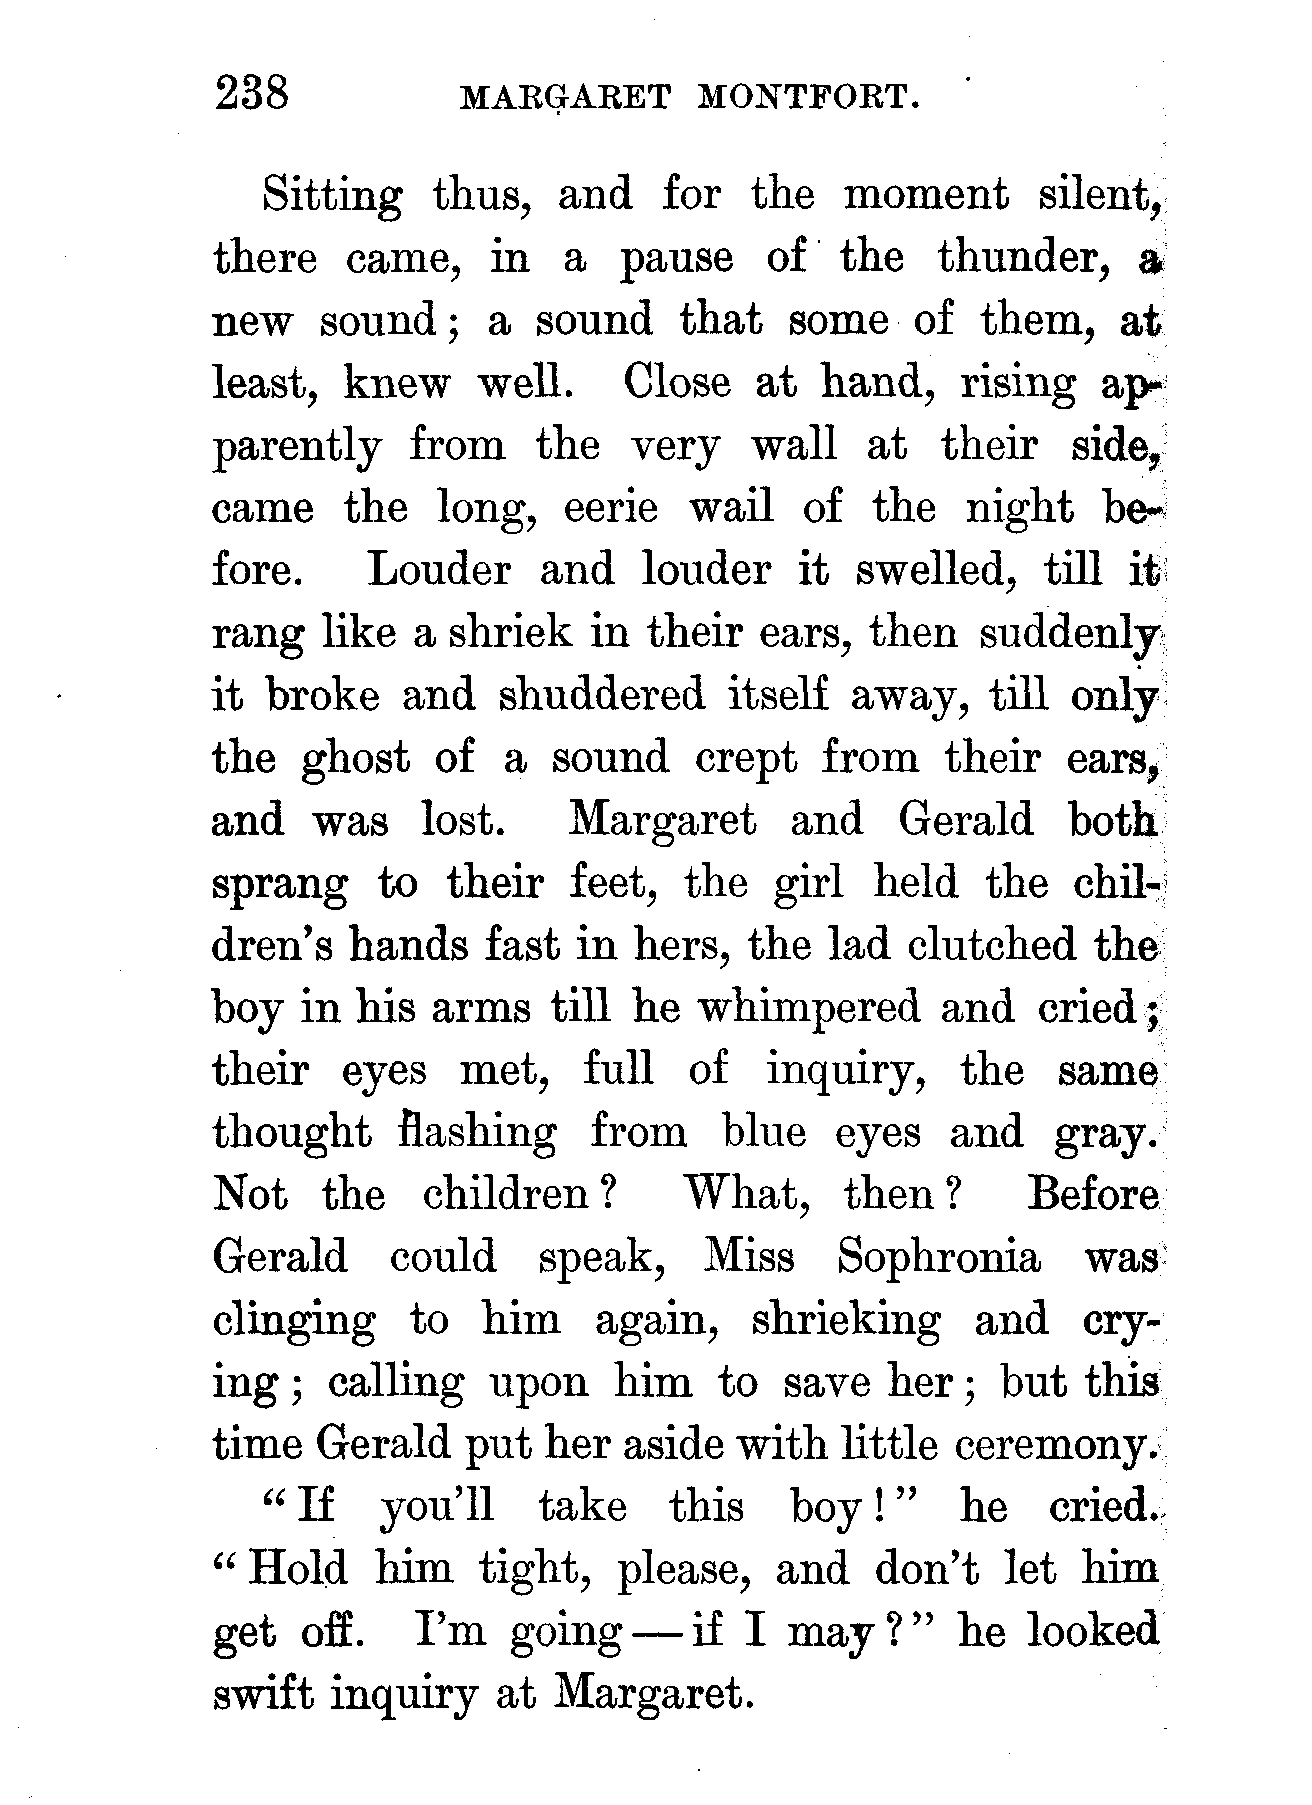 238 MARGARET MONTFORT.
Sitting thus, and for the moment silent,
there came, in a pause of the thunder, a
new sound; a sound that some of them, at
least, knew well. Close at hand, rising ap-
parently from the very wall at their side,
came the long, eerie wail of the night be-
fore. Louder and louder it swelled, till it
rang like a shriek in their ears, then suddenly
it broke and shuddered itself away, till only
the ghost of a sound crept from their ears,
and was lost. Margaret and Gerald both
sprang to their feet, the girl held the chil-
dren's hands fast in hers, the lad clutched the
boy in his arms till he whimpered and cried;
their eyes met, full of inquiry, the same
thought flashing from blue eyes and gray.
Not the children? What, then? Before
Gerald could speak, Miss Sophronia was
clinging to him again, shrieking and cry-
ing; calling upon him to save her; but this
time Gerald put her aside with little ceremony.
"If you'll take this boy!" he cried.
"Hold him tight, please, and don't let him
get off. I'm going—if I may?" he looked
swift inquiry at Margaret.